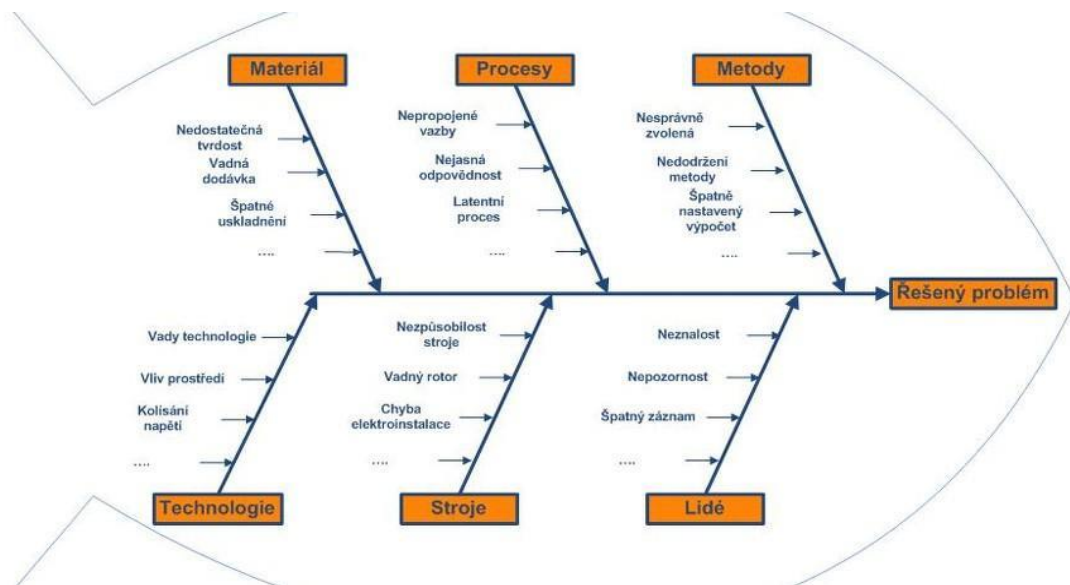 Materiál
Procesy
Metody
Nedostatečná
tvrdost
Vadná
dodávka
Špatné
uskladnění
....
Nepropojené
vazby
Nejasná
odpovědnost
Latentní
proces
....
Nesprávně
zvolená
Nedodržení
metody
Špatně
nastavený
výpočet
....
Řešený problém
Vady technologie
Vliv prostředí
Kolísání
napětí
....
Nezpůsobilost
stroje
Vadný rotor
Chyba
elektroinstalace
....
Neznalost
Nepozornost
Špatný záznam
....
Technologie
Stroje
Lidé